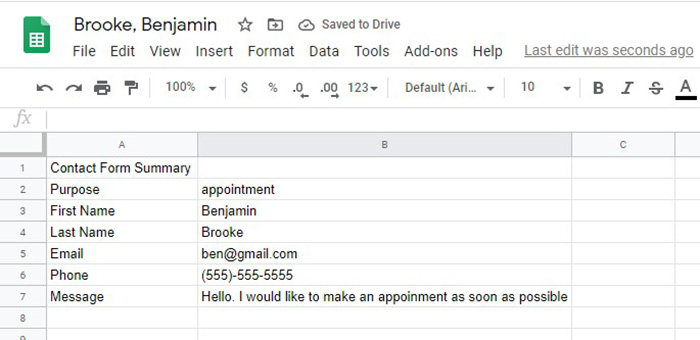 Brooke, Benjamin Saved to Drive
File Edit View Insert Format Data Tools Add-ons Help Last edit was seconds ago
100% $ % .0 .00 123 Default (Ari... 10 B I S A
fx
A B C
1 Contact Form Summary
2 Purpose appointment
3 First Name Benjamin
4 Last Name Brooke
5 Email ben@gmail.com
6 Phone (555)-555-5555
7 Message Hello. I would like to make an appoinment as soon as possible
8
9